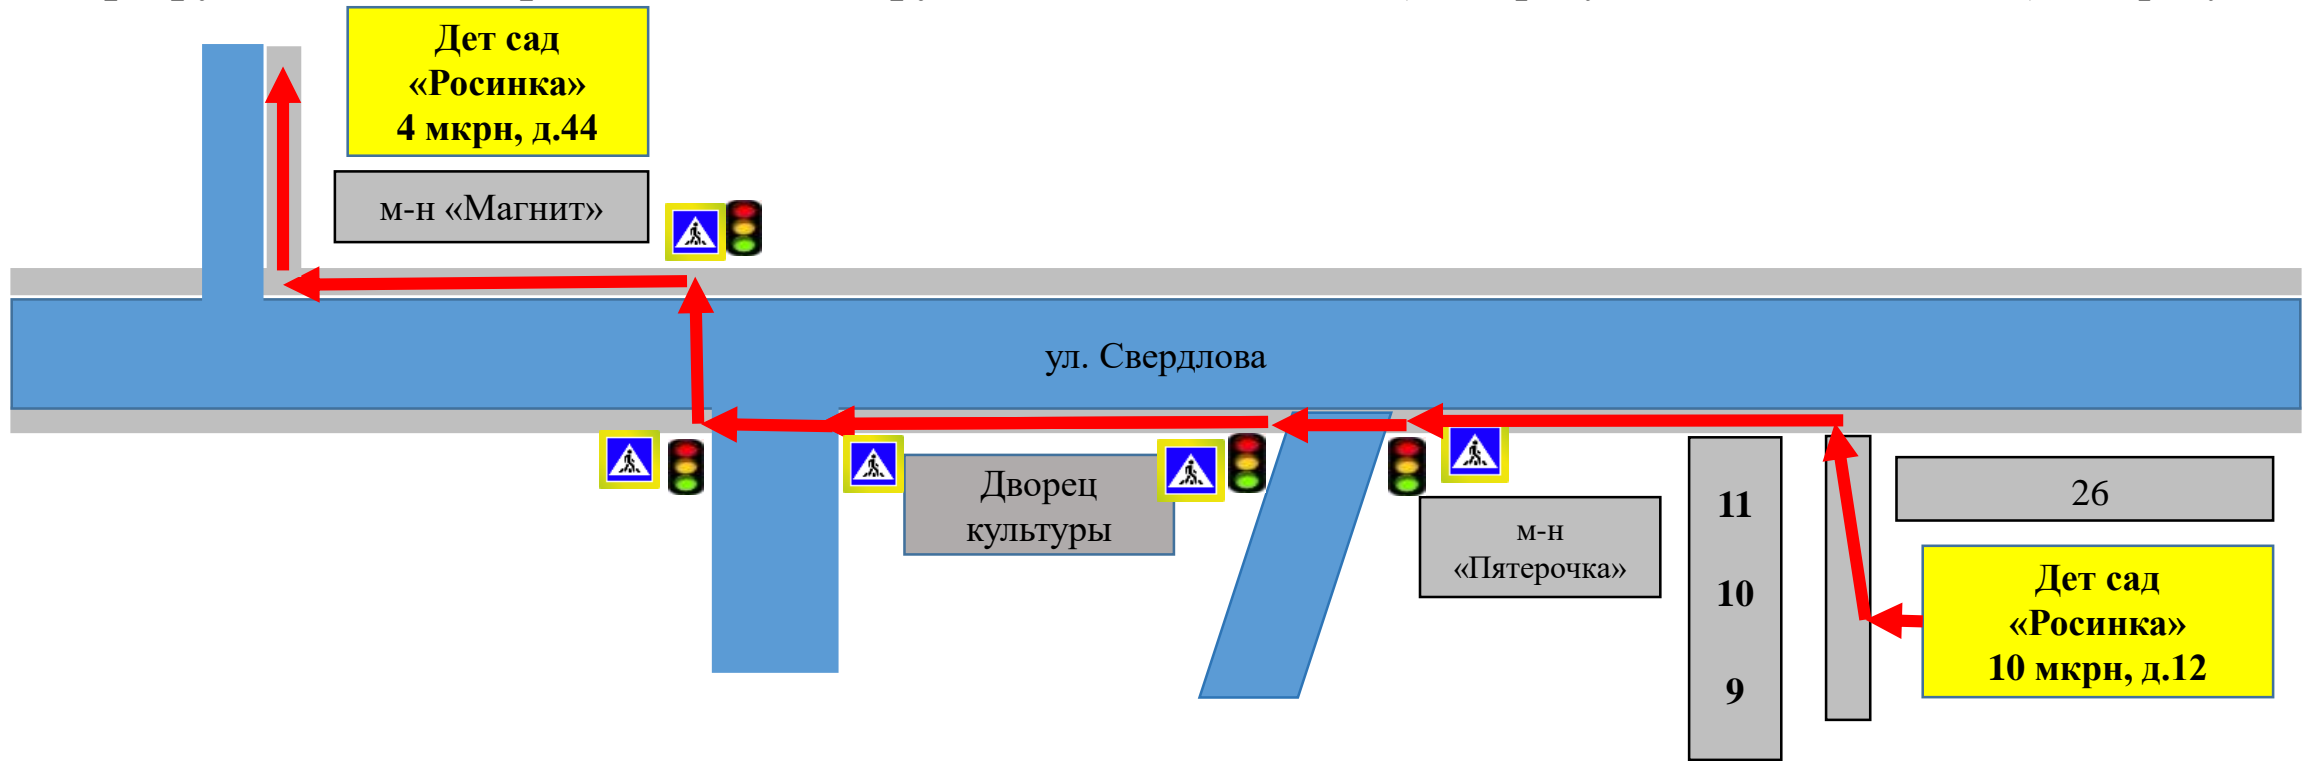 Дет сад
«Росинка»
4 мкрн, д.44
м-н «Магнит»
ул. Свердлова
Дворец
культуры
м-н
«Пятерочка»
11
10
9
26
Дет сад
«Росинка»
10 мкрн, д.12